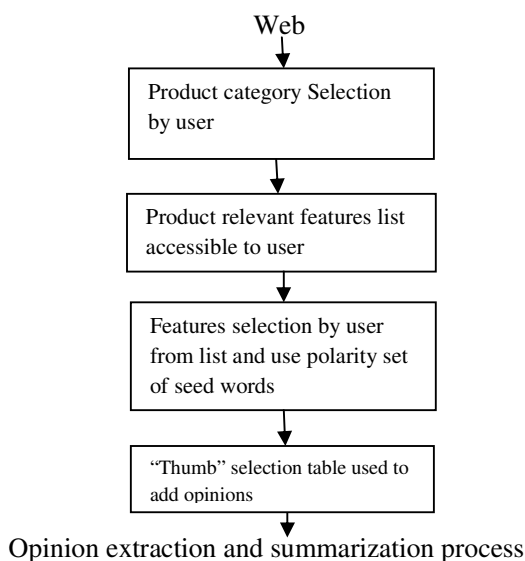 Web
Product category Selection
by user
Product relevant features list
accessible to user
Features selection by user
from list and use polarity set
of seed words
“Thumb” selection table used to
add opinions
Opinion extraction and summarization process